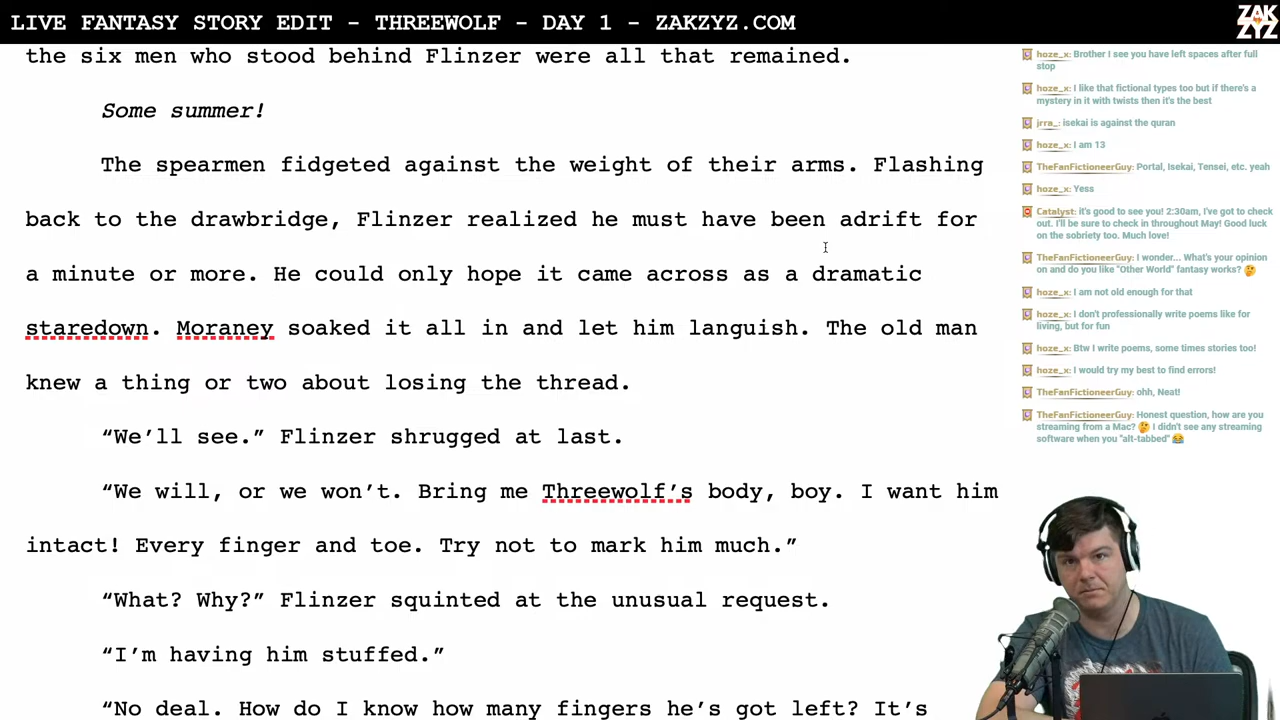 LIVE FANTASY STORY EDIT - THREEWOLF - DAY 1 - ZAKZYZ.COM
ZAK
ZYZ
the six men who stood behind Flinzer were all that remained.
Some summer!
The spearmen fidgeted against the weight of their arms. Flashing
back to the drawbridge, Flinzer realized he must have been adrift for
a minute or more. He could only hope it came across as a dramatic
staredown. Moraney soaked it all in and let him languish. The old man
knew a thing or two about losing the thread.
“We’ll see.” Flinzer shrugged at last.
“We will, or we won’t. Bring me Threewolf’s body, boy. I want him
intact! Every finger and toe. Try not to mark him much.”
“What? Why?” Flinzer squinted at the unusual request.
“I’m having him stuffed.”
“No deal. How do I know how many fingers he’s got left? It’s
hoze_x: Brother I see you have left spaces after full
stop
hoze_x: I like that fictional types too but if there's a
mystery in it with twists then it's the best
jrra_: isekai is against the quran
hoze_x: I am 13
TheFanFictioneerGuy: Portal, Isekai, Tensei, etc. yeah
hoze_x: Yess
Catalyst: it's good to see you! 2:30am, I've got to check
out. I'll be sure to check in throughout May! Good luck
on the sobriety too. Much love!
TheFanFictioneerGuy: I wonder... What's your opinion
on and do you like "Other World" fantasy works? 🤔
hoze_x: I am not old enough for that
hoze_x: I don't professionally write poems like for
living, but for fun
hoze_x: Btw I write poems, some times stories too!
hoze_x: I would try my best to find errors!
TheFanFictioneerGuy: ohh, Neat!
TheFanFictioneerGuy: Honest question, how are you
streaming from a Mac? 🤔 I didn't see any streaming
software when you "alt-tabbed" 😂